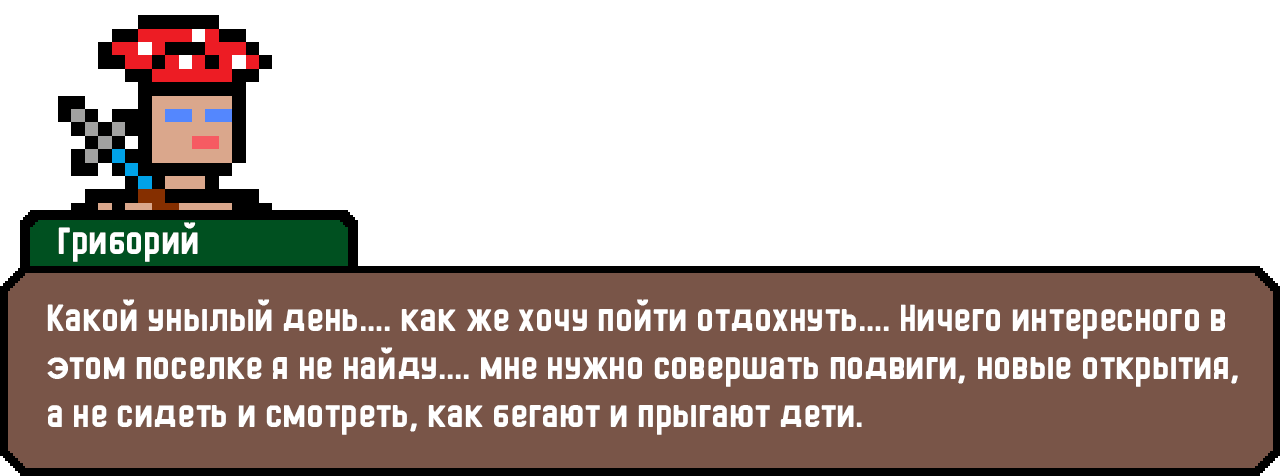 Гриборий
Какой унылый день.... как же хочу пойти отдохнуть.... Ничего интересного в
этом поселке я не найду.... мне нужно совершать подвиги, новые открытия,
а не сидеть и смотреть, как бегают и прыгают дети.